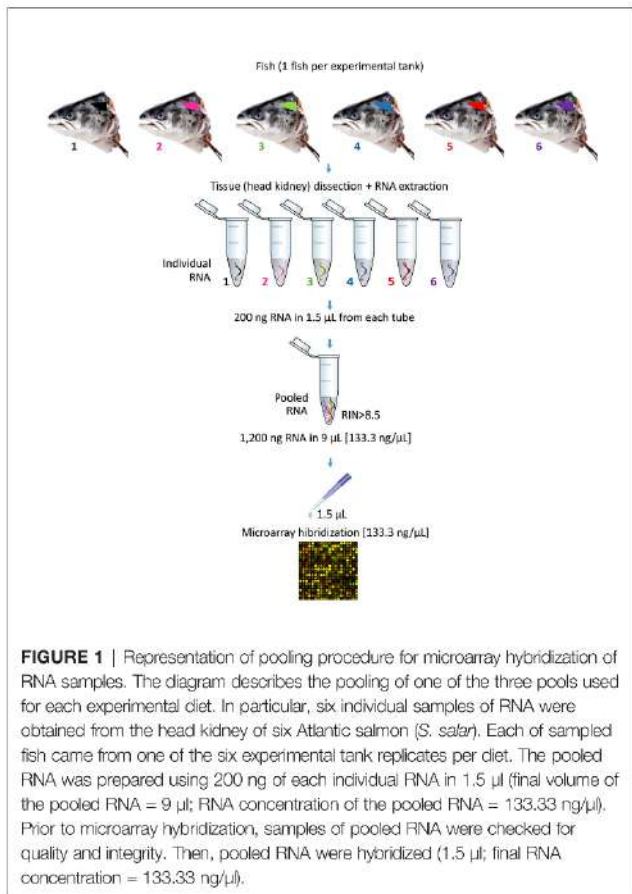 Fish (1 fish per experimental tank)
1 2 3 4 5 6
Tissue (head kidney) dissection + RNA extraction
Individual
RNA
1 2 3 4 5 6
200 ng RNA in 1.5 µL from each tube
Pooled
RNA
RIN>8.5
1,200 ng RNA in 9 µL [133.3 ng/µL]
1.5 µL
Microarray hibridization [133.3 ng/µL]
FIGURE 1 | Representation of pooling procedure for microarray hybridization of
RNA samples. The diagram describes the pooling of one of the three pools used
for each experimental diet. In particular, six individual samples of RNA were
obtained from the head kidney of six Atlantic salmon (S. salar). Each of sampled
fish came from one of the six experimental tank replicates per diet. The pooled
RNA was prepared using 200 ng of each individual RNA in 1.5 µl (final volume of
the pooled RNA = 9 µl; RNA concentration of the pooled RNA = 133.33 ng/µl).
Prior to microarray hybridization, samples of pooled RNA were checked for
quality and integrity. Then, pooled RNA were hybridized (1.5 µl; final RNA
concentration = 133.33 ng/µl).